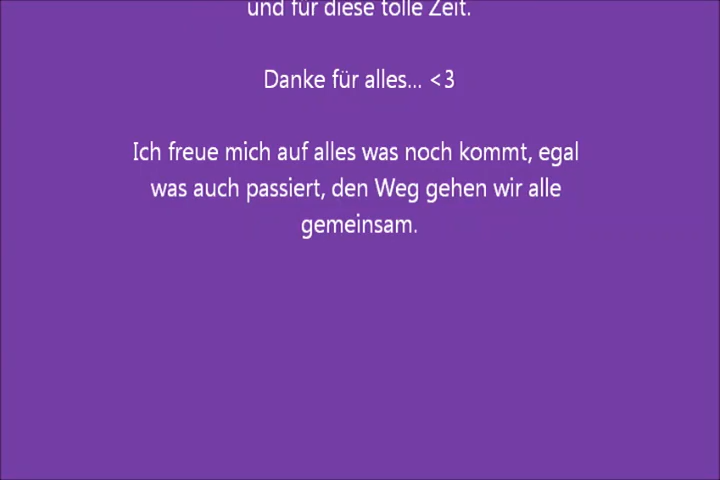 und für diese tolle Zeit.
Danke für alles... <3
Ich freue mich auf alles was noch kommt, egal
was auch passiert, den Weg gehen wir alle
gemeinsam.